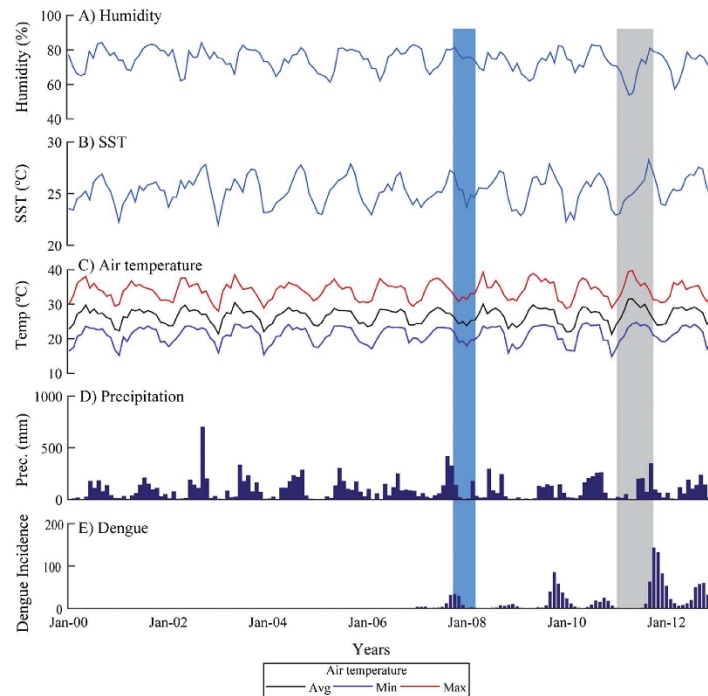 A) Humidity
Humidity (%)
100
80
60
40
B) SST
SST (ºC)
30
25
20
C) Air temperature
Temp (ºC)
40
30
20
10
D) Precipitation
Prec. (mm)
1000
500
0
E) Dengue
Dengue Incidence
200
100
0
Jan-00 Jan-02 Jan-04 Jan-06 Jan-08 Jan-10 Jan-12
Years
Air temperature
Avg Min Max